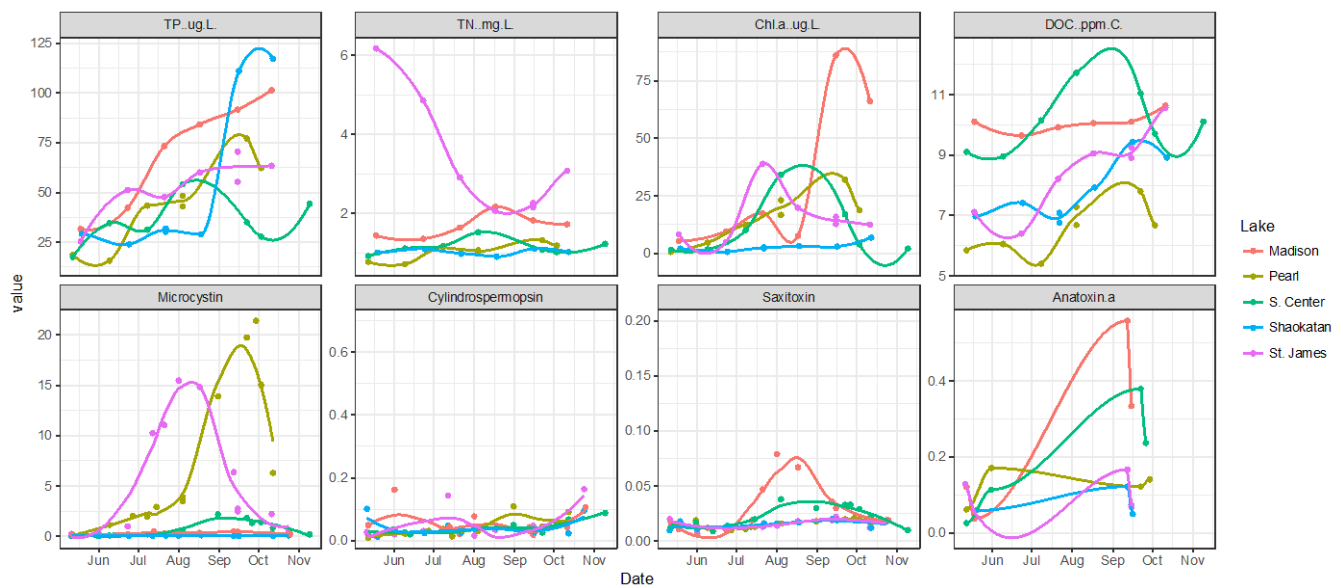 TP..ug.L.
TN..mg.L.
Chl.a..ug.L.
DOC..ppm.C.
125
100
75
50
25
6
4
2
75
50
25
0
11
9
7
5
Jun Jul Aug Sep Oct Nov
Jun Jul Aug Sep Oct Nov
Jun Jul Aug Sep Oct Nov
Jun Jul Aug Sep Oct Nov
Microcystin
Cylindrospermopsin
Saxitoxin
Anatoxin.a
20
15
10
5
0
0.6
0.4
0.2
0.0
0.20
0.15
0.10
0.05
0.00
0.4
0.2
0.0
value
Date
Lake
Madison
Pearl
S. Center
Shaokatan
St. James